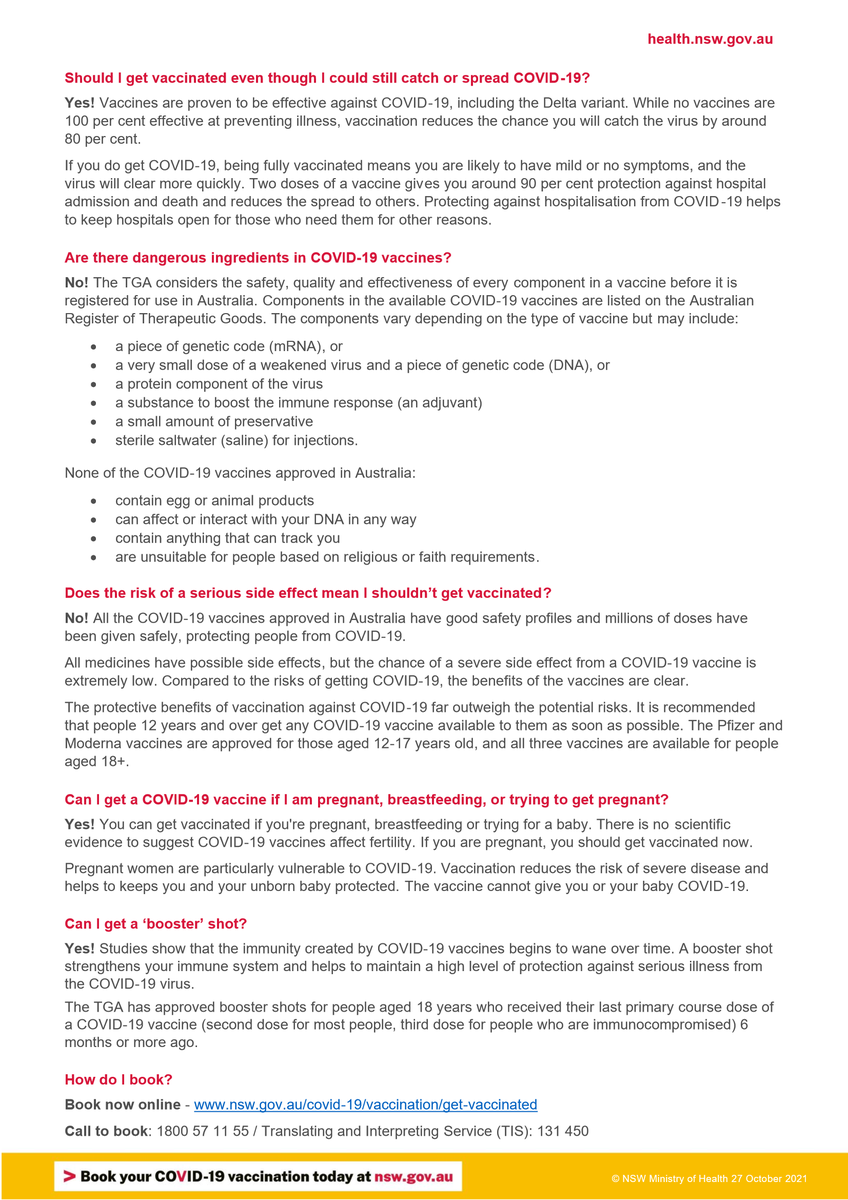 health.nsw.gov.au
Should I get vaccinated even though I could still catch or spread COVID-19?
Yes! Vaccines are proven to be effective against COVID-19, including the Delta variant. While no vaccines are
100 per cent effective at preventing illness, vaccination reduces the chance you will catch the virus by around
80 per cent.
If you do get COVID-19, being fully vaccinated means you are likely to have mild or no symptoms, and the
virus will clear more quickly. Two doses of a vaccine gives you around 90 per cent protection against hospital
admission and death and reduces the spread to others. Protecting against hospitalisation from COVID-19 helps
to keep hospitals open for those who need them for other reasons.
Are there dangerous ingredients in COVID-19 vaccines?
No! The TGA considers the safety, quality and effectiveness of every component in a vaccine before it is
registered for use in Australia. Components in the available COVID-19 vaccines are listed on the Australian
Register of Therapeutic Goods. The components vary depending on the type of vaccine but may include:
• a piece of genetic code (mRNA), or
• a very small dose of a weakened virus and a piece of genetic code (DNA), or
• a protein component of the virus
• a substance to boost the immune response (an adjuvant)
• a small amount of preservative
• sterile saltwater (saline) for injections.
None of the COVID-19 vaccines approved in Australia:
• contain egg or animal products
• can affect or interact with your DNA in any way
• contain anything that can track you
• are unsuitable for people based on religious or faith requirements.
Does the risk of a serious side effect mean I shouldn't get vaccinated?
No! All the COVID-19 vaccines approved in Australia have good safety profiles and millions of doses have
been given safely, protecting people from COVID-19.
All medicines have possible side effects, but the chance of a severe side effect from a COVID-19 vaccine is
extremely low. Compared to the risks of getting COVID-19, the benefits of the vaccines are clear.
The protective benefits of vaccination against COVID-19 far outweigh the potential risks. It is recommended
that people 12 years and over get any COVID-19 vaccine available to them as soon as possible. The Pfizer and
Moderna vaccines are approved for those aged 12-17 years old, and all three vaccines are available for people
aged 18+.
Can I get a COVID-19 vaccine if I am pregnant, breastfeeding, or trying to get pregnant?
Yes! You can get vaccinated if you're pregnant, breastfeeding or trying for a baby. There is no scientific
evidence to suggest COVID-19 vaccines affect fertility. If you are pregnant, you should get vaccinated now.
Pregnant women are particularly vulnerable to COVID-19. Vaccination reduces the risk of severe disease and
helps to keeps you and your unborn baby protected. The vaccine cannot give you or your baby COVID-19.
Can I get a 'booster' shot?
Yes! Studies show that the immunity created by COVID-19 vaccines begins to wane over time. A booster shot
strengthens your immune system and helps to maintain a high level of protection against serious illness from
the COVID-19 virus.
The TGA has approved booster shots for people aged 18 years who received their last primary course dose of
a COVID-19 vaccine (second dose for most people, third dose for people who are immunocompromised) 6
months or more ago.
How do I book?
Book now online - www.nsw.gov.au/covid-19/vaccination/get-vaccinated
Call to book: 1800 57 11 55 / Translating and Interpreting Service (TIS): 131 450
> Book your COVID-19 vaccination today at nsw.gov.au
© NSW Ministry of Health 27 October 2021